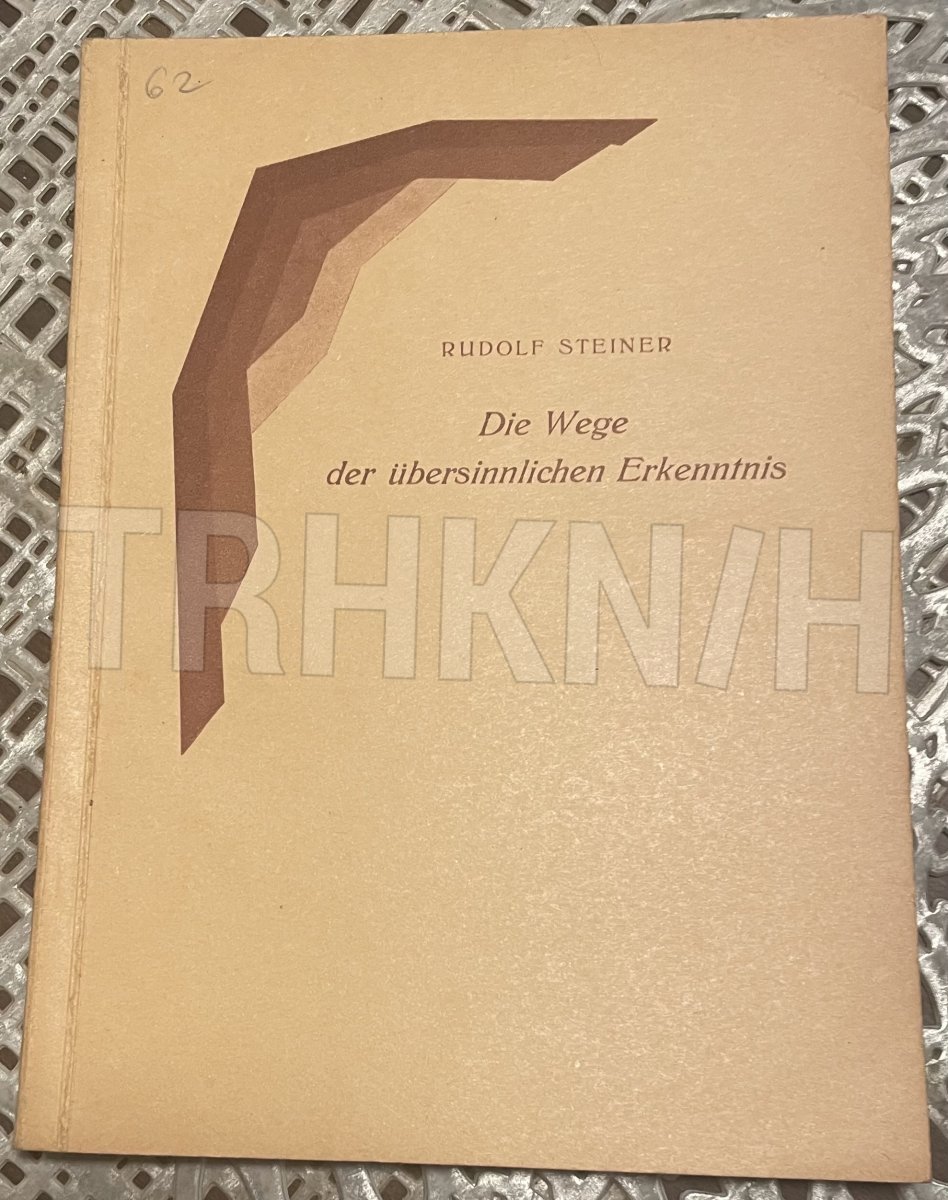 62
RUDOLF STEINER
Die Wege
der übersinnlichen Erkenntnis
TRHKN/H